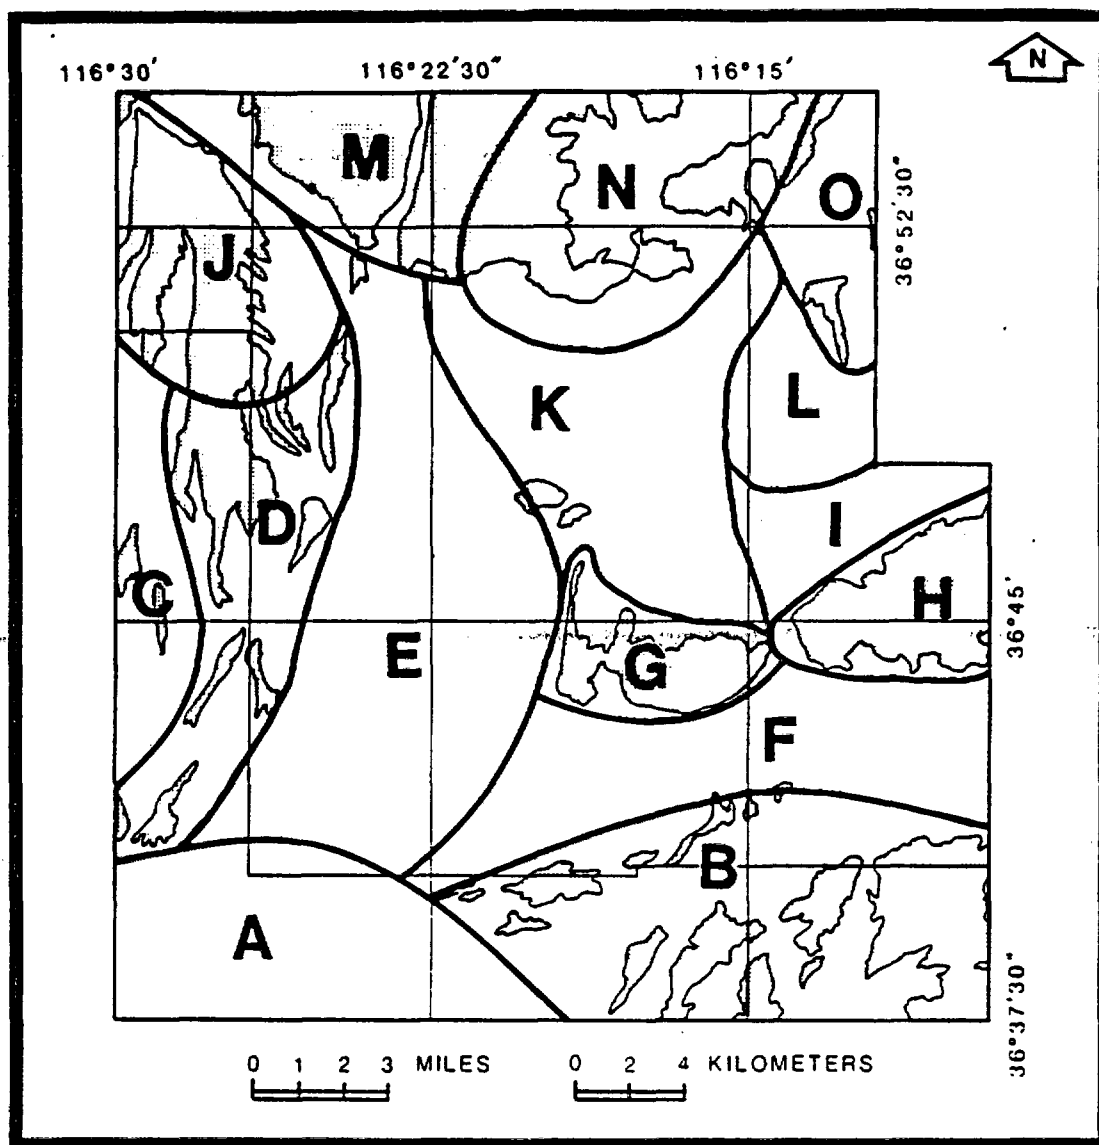 N
116°30′ 116°22′30″ 116°15′
M
N
O
36°52′30″
J
K
L
D
I
C
H
36°45′
E
G
F
B
A
36°37′30″
0 1 2 3 MILES 0 2 4 KILOMETERS